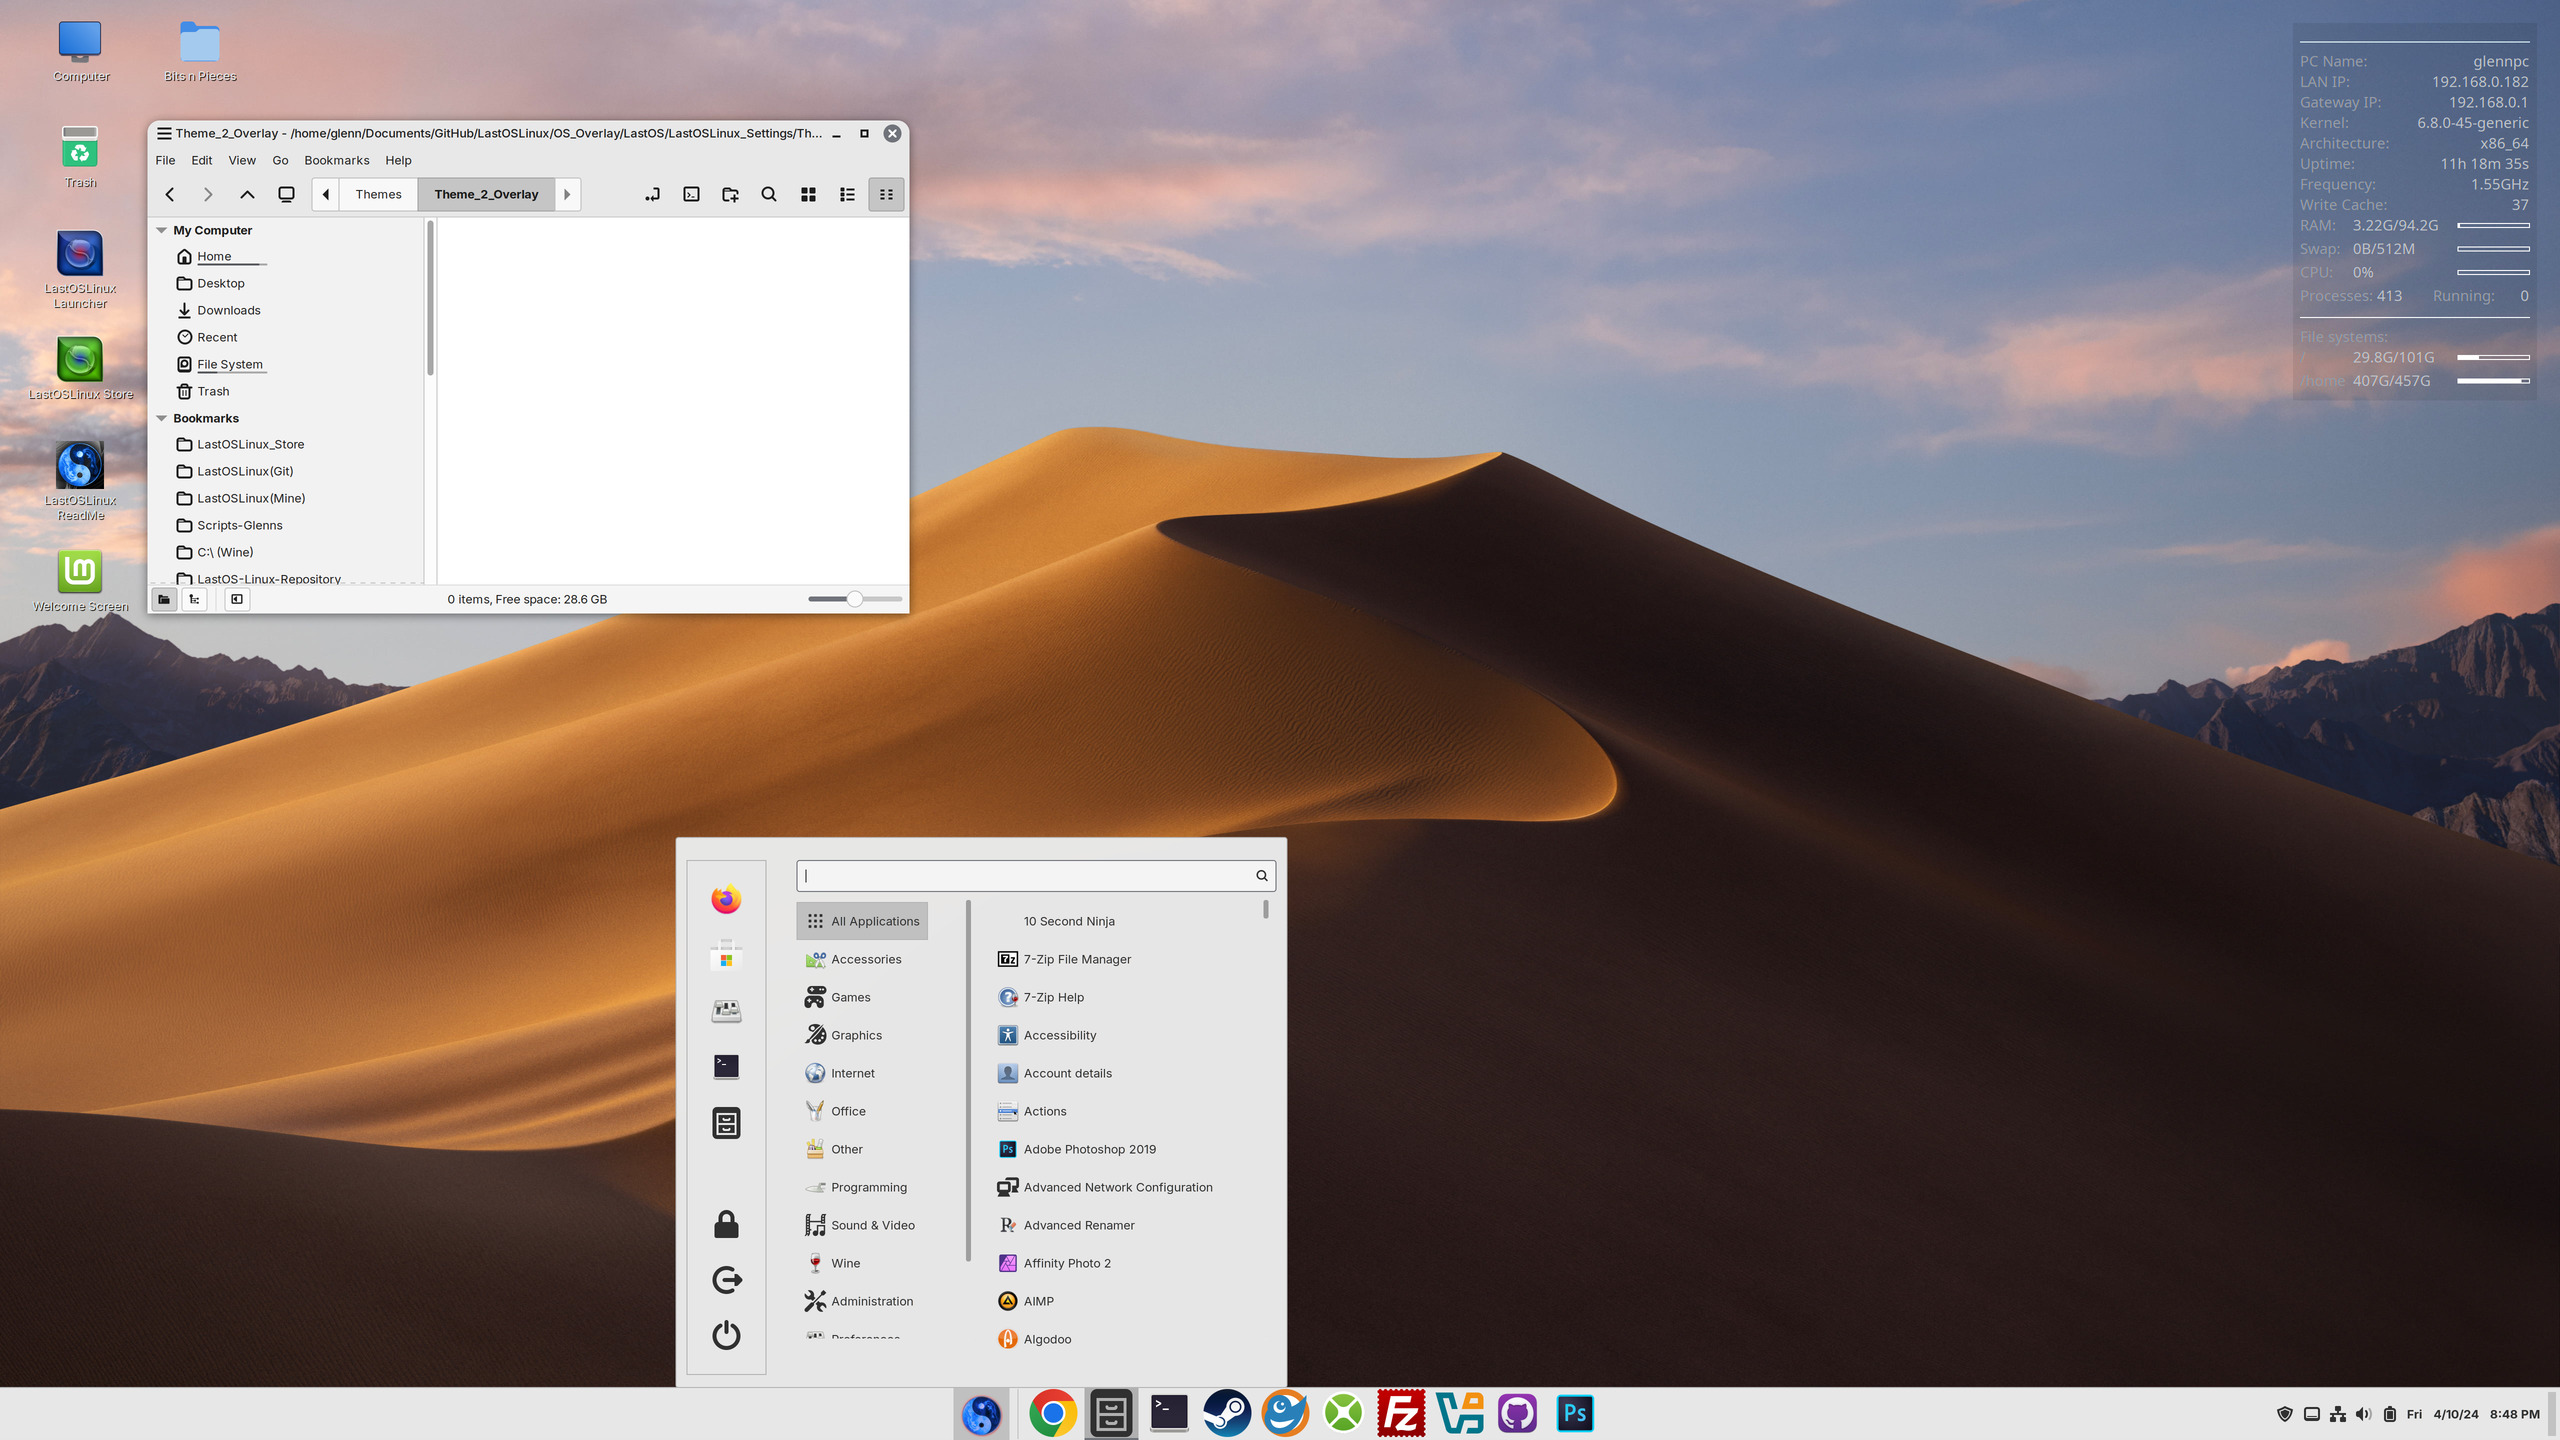 Computer
Bits n Pieces
Trash
LastOSLinux
Launcher
LastOSLinux Store
LastOSLinux
ReadMe
lm
Welcome Screen
Theme_2_Overlay - /home/glenn/Documents/GitHub/LastOSLinux/OS_Overlay/LastOS/LastOSLinux_Settings/Th...
File Edit View Go Bookmarks Help
Themes Theme_2_Overlay
My Computer
Home
Desktop
Downloads
Recent
File System
Trash
Bookmarks
LastOSLinux_Store
LastOSLinux(Git)
LastOSLinux(Mine)
Scripts-Glenns
C:\ (Wine)
LastOS-Linux-Repository
0 items, Free space: 28.6 GB
PC Name: glennpc
LAN IP: 192.168.0.182
Gateway IP: 192.168.0.1
Kernel: 6.8.0-45-generic
Architecture: x86_64
Uptime: 11h 18m 35s
Frequency: 1.55GHz
Write Cache: 37
RAM: 3.22G/94.2G
Swap: 0B/512M
CPU: 0%
Processes: 413 Running: 0
File systems:
/ 29.8G/101G
/home 407G/457G
All Applications
Accessories
Games
Graphics
Internet
Office
Other
Programming
Sound & Video
Wine
Administration
Preferences
10 Second Ninja
7z 7-Zip File Manager
7-Zip Help
Accessibility
Account details
Actions
Ps Adobe Photoshop 2019
Advanced Network Configuration
Advanced Renamer
Affinity Photo 2
AIMP
Algodoo
Fz
Ps
Fri 4/10/24 8:48 PM